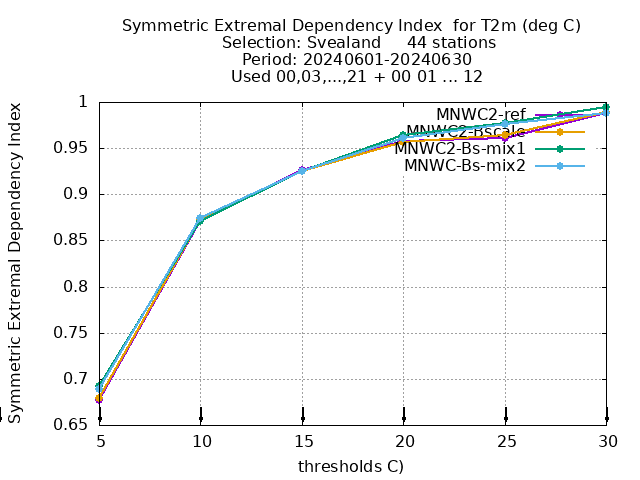 Symmetric Extremal Dependency Index  for T2m (deg C)
Selection: Svealand     44 stations
Period: 20240601-20240630
Used 00,03,...,21 + 00 01 ... 12
Symmetric Extremal Dependency Index
1
0.95
0.9
0.85
0.8
0.75
0.7
0.65
MNWC2-ref
MNWC2-Bscale
MNWC2-Bs-mix1
MNWC-Bs-mix2
5 10 15 20 25 30
thresholds C)